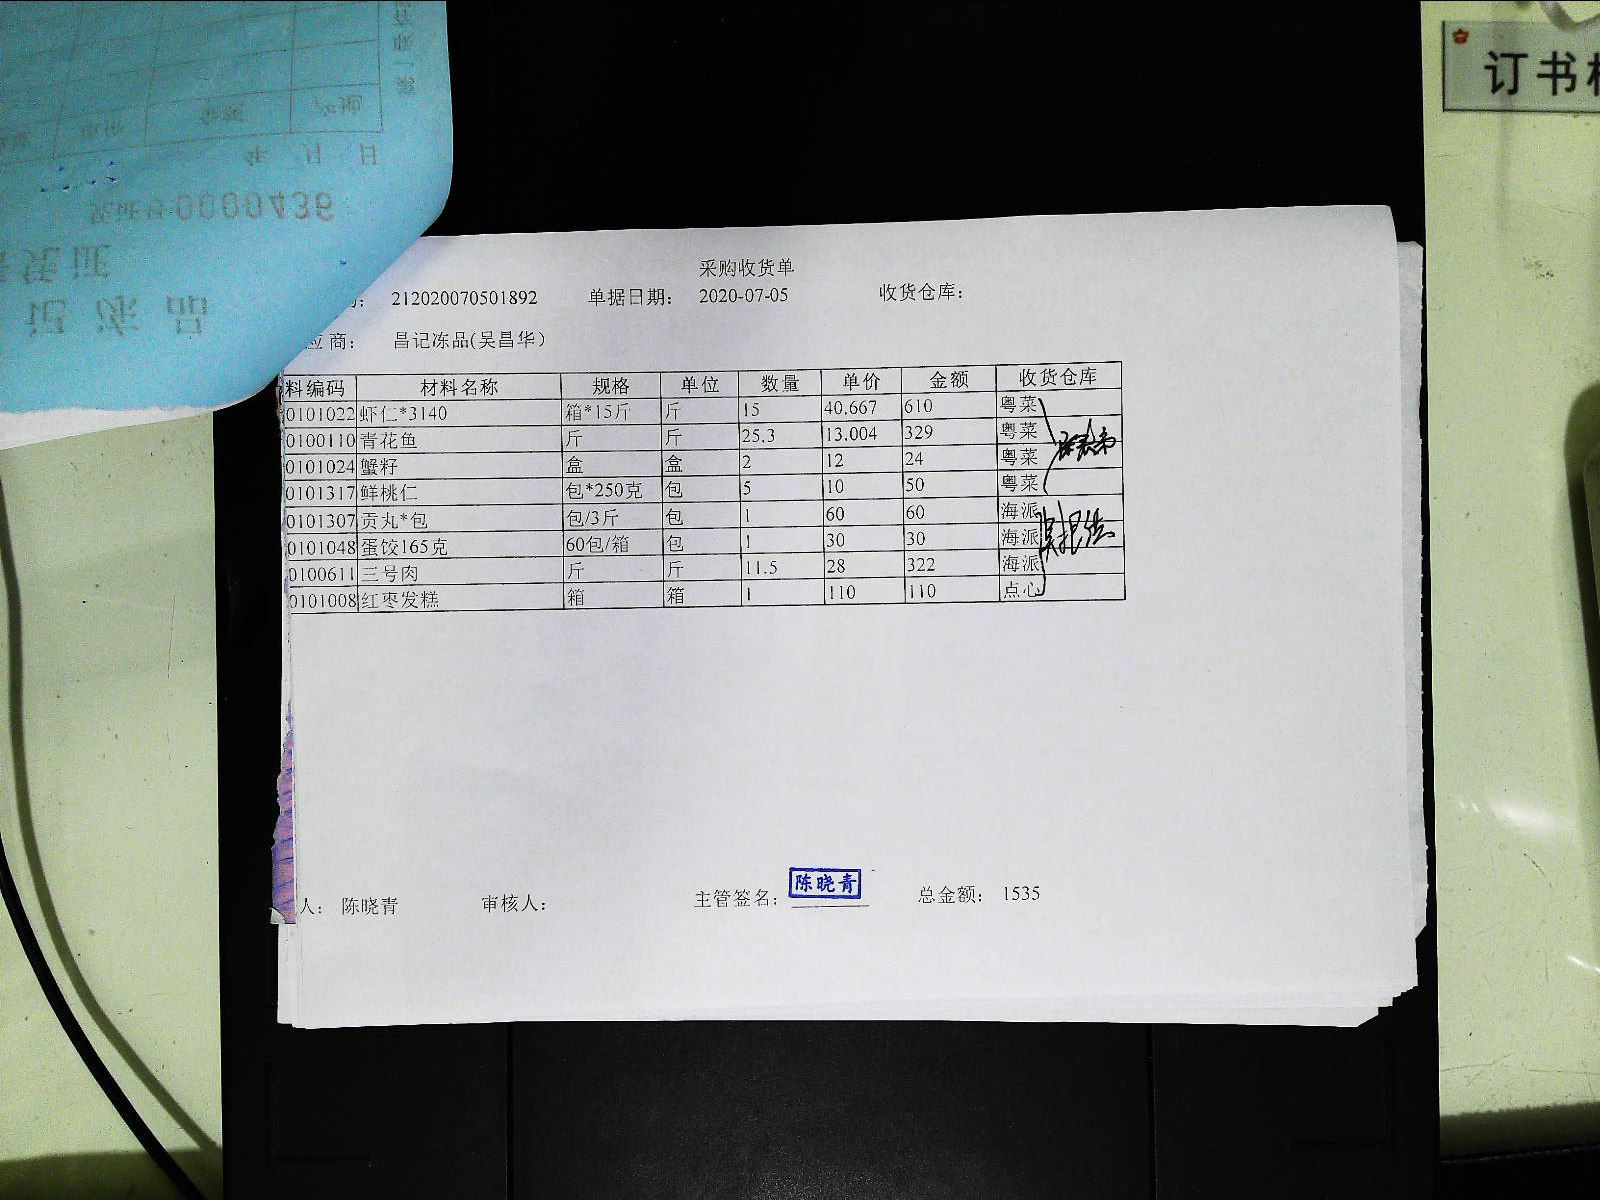 订书
0000436
采购收货单
212020070501892 单据日期： 2020-07-05 收货仓库：
应商： 昌记冻品(吴昌华)
料编码 材料名称 规格 单位 数量 单价 金额 收货仓库
0101022 虾仁*3140 箱*15斤 斤 15 40.667 610 粤菜
0100110 青花鱼 斤 斤 25.3 13.004 329 粤菜
0101024 蟹籽 盒 盒 2 12 24 粤菜
0101317 鲜桃仁 包*250克 包 5 10 50 粤菜
0101307 贡丸*包 包/3斤 包 1 60 60 海派
0101048 蛋饺165克 60包/箱 包 1 30 30 海派
0100611 三号肉 斤 斤 11.5 28 322 海派
0101008 红枣发糕 箱 箱 1 110 110 点心
人： 陈晓青 审核人： 主管签名： 陈晓青 总金额： 1535